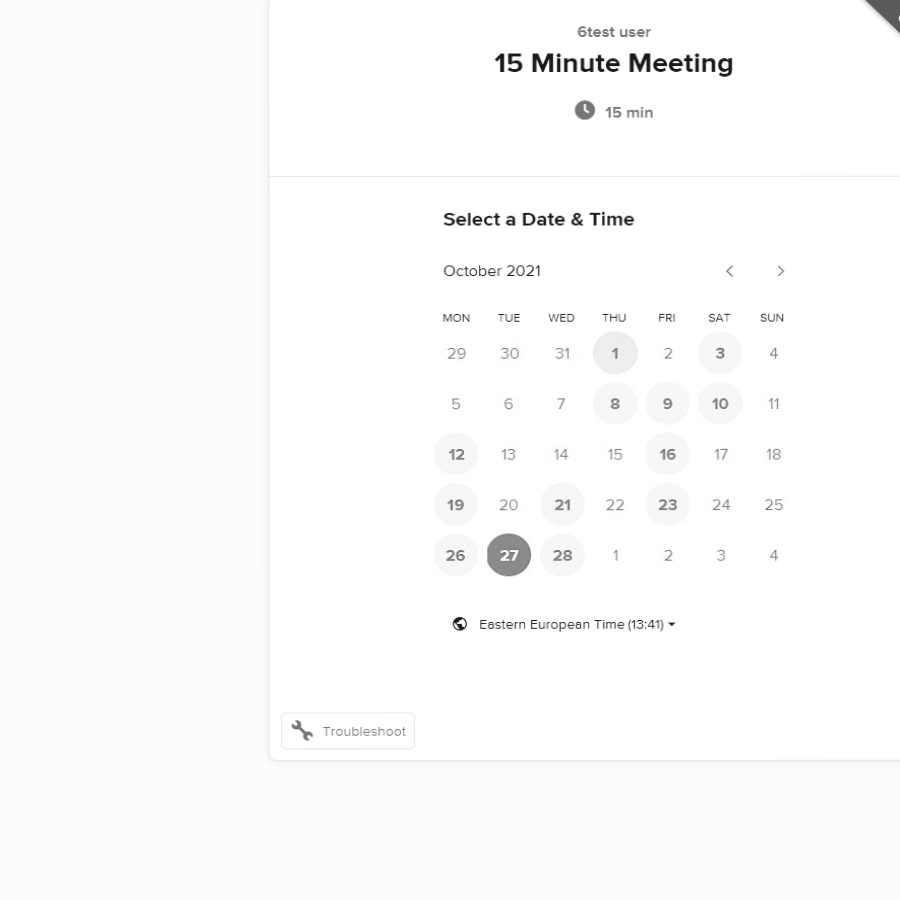 6test user
15 Minute Meeting
15 min
Select a Date & Time
October 2021
MON TUE WED THU FRI SAT SUN
29 30 31 1 2 3 4
5 6 7 8 9 10 11
12 13 14 15 16 17 18
19 20 21 22 23 24 25
26 27 28 1 2 3 4
Eastern European Time (13:41)
Troubleshoot